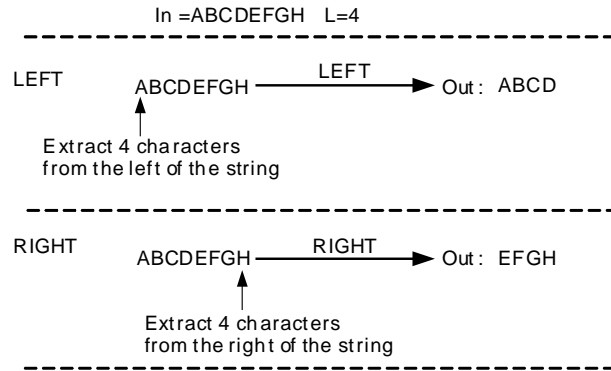 In =ABCDEFGH L=4
LEFT
ABCDEFGH
LEFT
Out: ABCD
Extract 4 characters
from the left of the string
RIGHT
ABCDEFGH
RIGHT
Out: EFGH
Extract 4 characters
from the right of the string